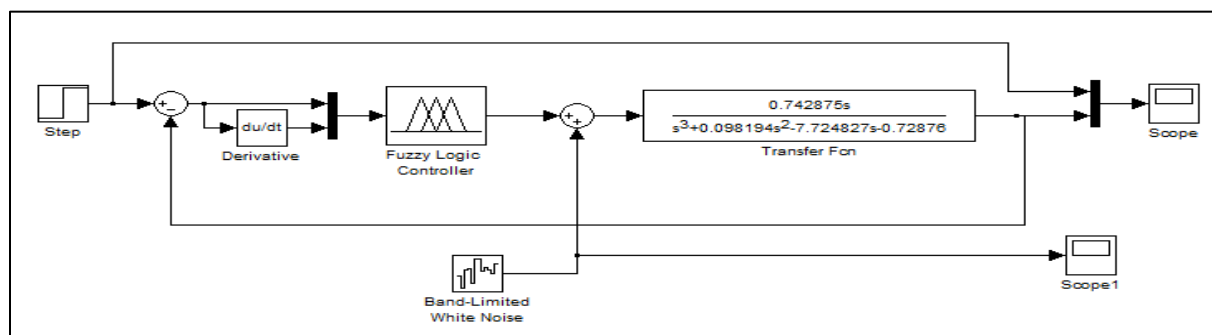 Step
+
−
du/dt
Derivative
Fuzzy Logic
Controller
+
+
0.742875s
s³+0.098194s²-7.724827s-0.72876
Transfer Fcn
Scope
Band-Limited
White Noise
Scope1